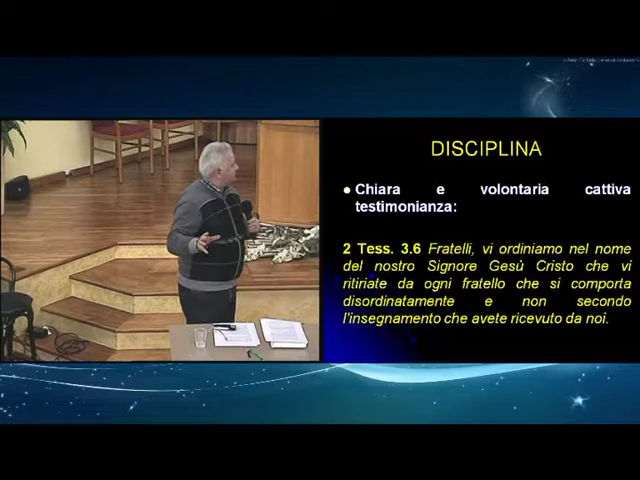 DISCIPLINA
Chiara e volontaria cattiva
testimonianza:
2 Tess. 3.6 Fratelli, vi ordiniamo nel nome
del nostro Signore Gesù Cristo che vi
ritiriate da ogni fratello che si comporta
disordinatamente e non secondo
l'insegnamento che avete ricevuto da noi.